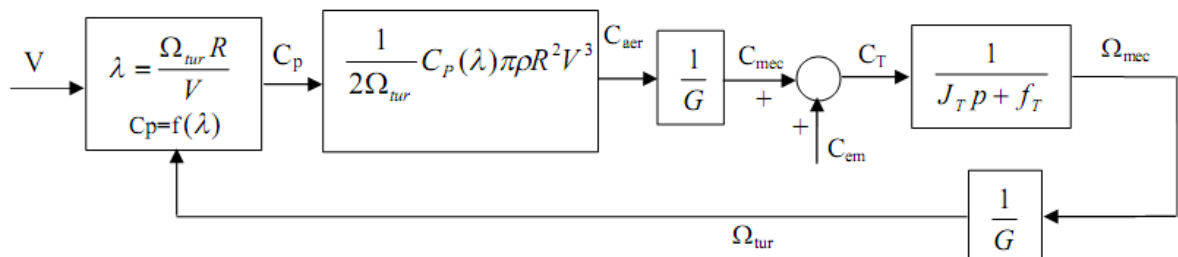 V
λ = Ω_tur R / V
Cp=f(λ)
C_p
1 / 2Ω_tur C_P(λ)πρR²V³
C_aer
1 / G
C_mec
+
+
C_em
C_T
1 / J_T p + f_T
Ω_mec
1 / G
Ω_tur